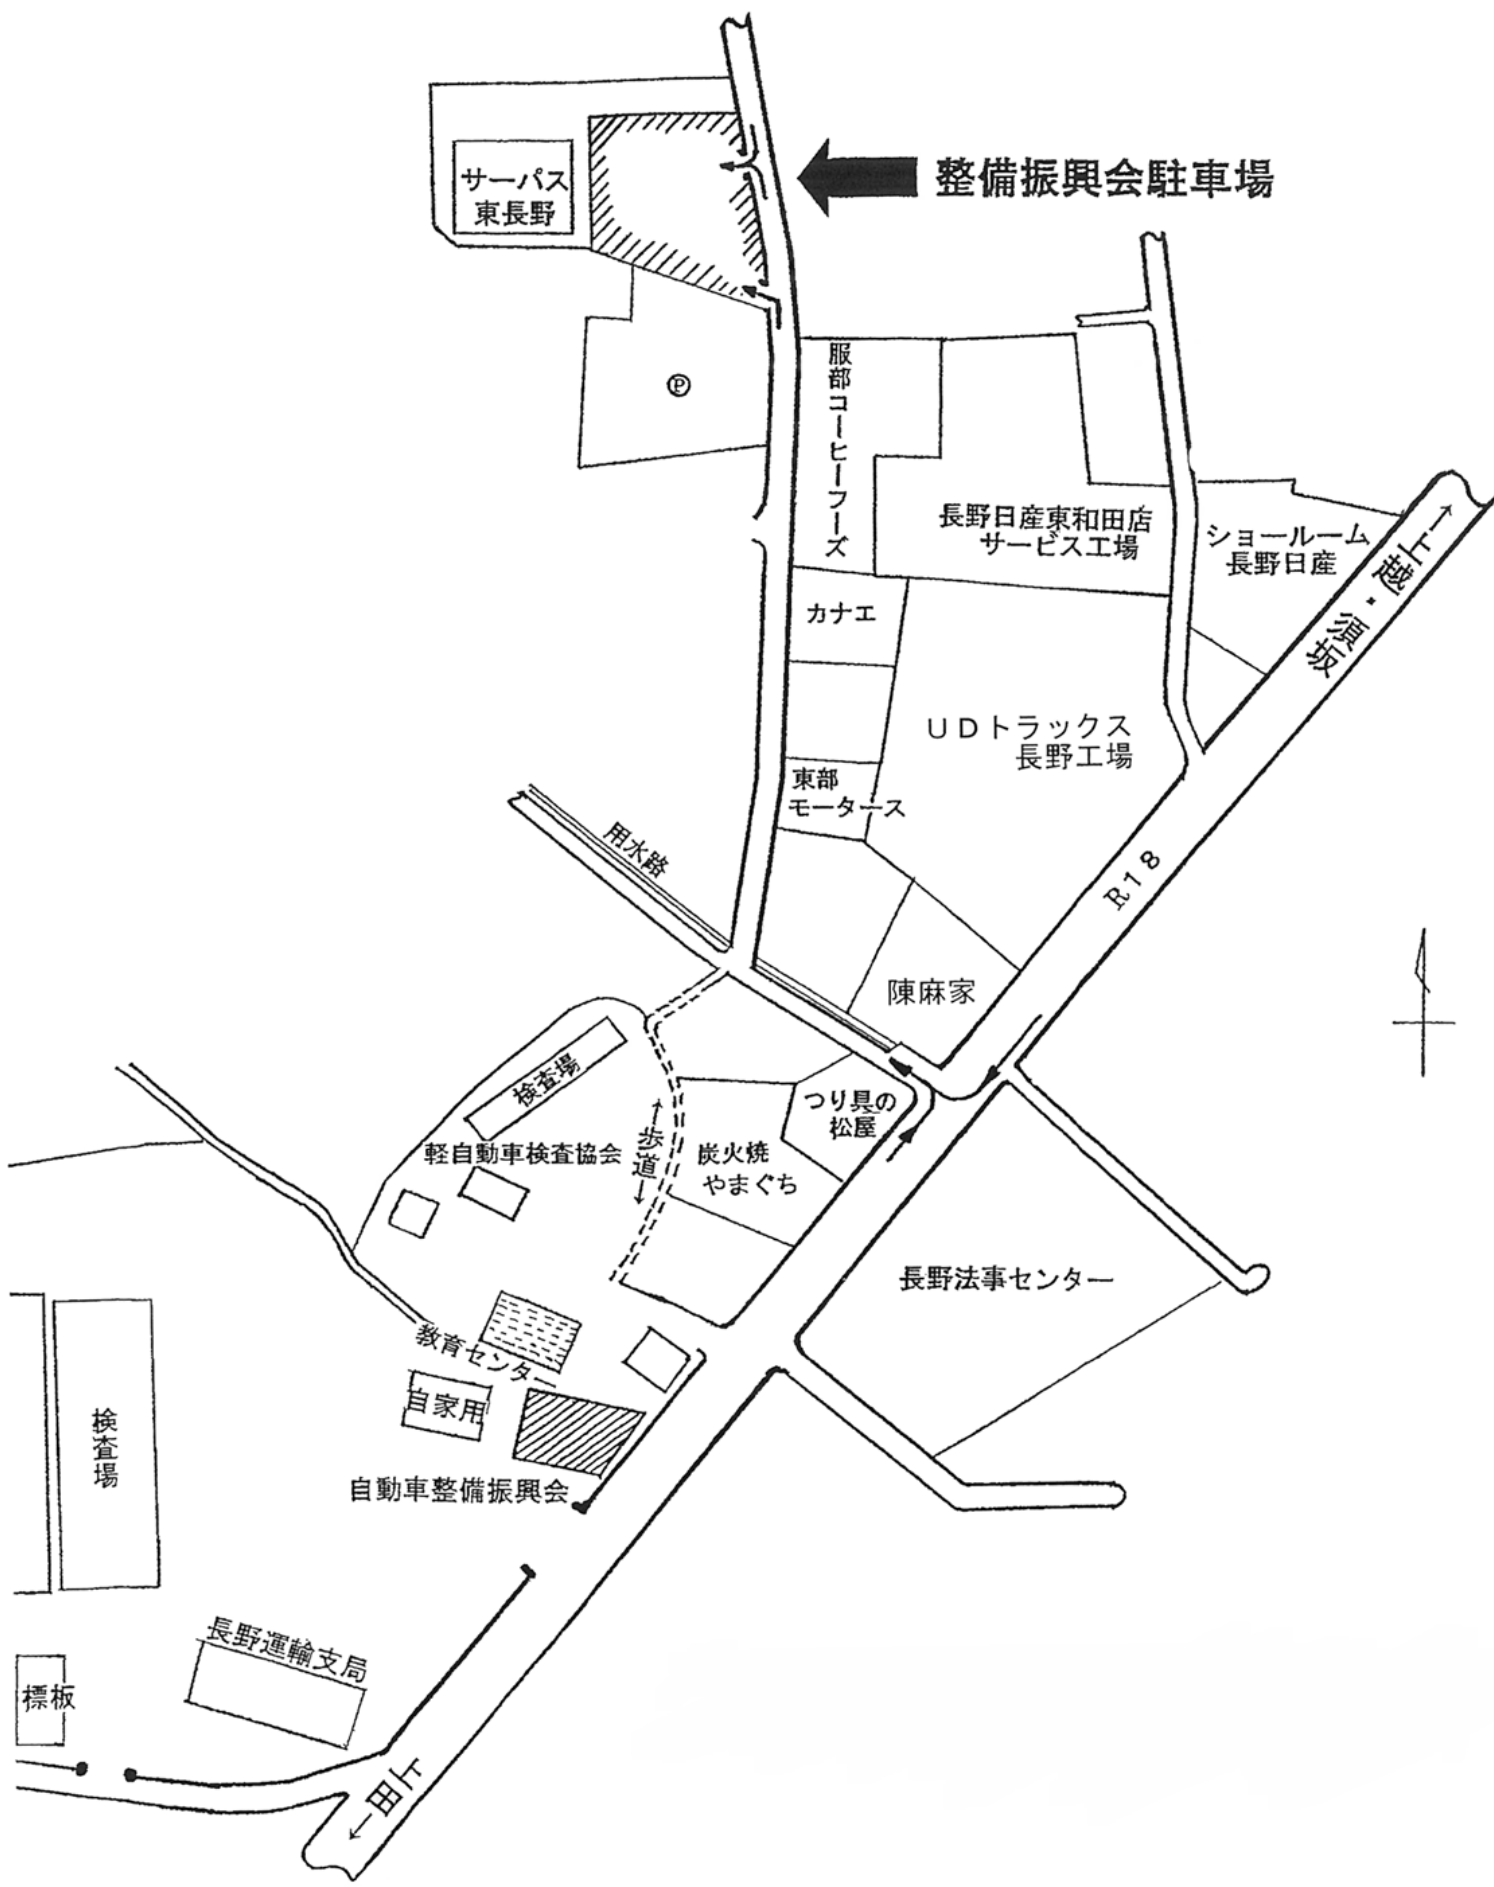 整備振興会駐車場
サーパス
東長野
Ⓟ
服部コーヒーフーズ
長野日産東和田店
サービス工場
ショールーム
長野日産
→上越・須坂
カナエ
UDトラックス
長野工場
東部
モータース
用水路
R18
陳麻家
検査場
つり具の
松屋
軽自動車検査協会
←歩道→
炭火焼
やまぐち
長野法事センター
教育センター
自家用
検査場
自動車整備振興会
長野運輸支局
標板
上田→